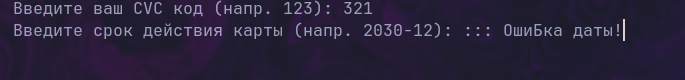 Введите ваш CVC код (напр. 123): 321
Введите срок действия карты (напр. 2030-12): ::: ОшиБка даты!